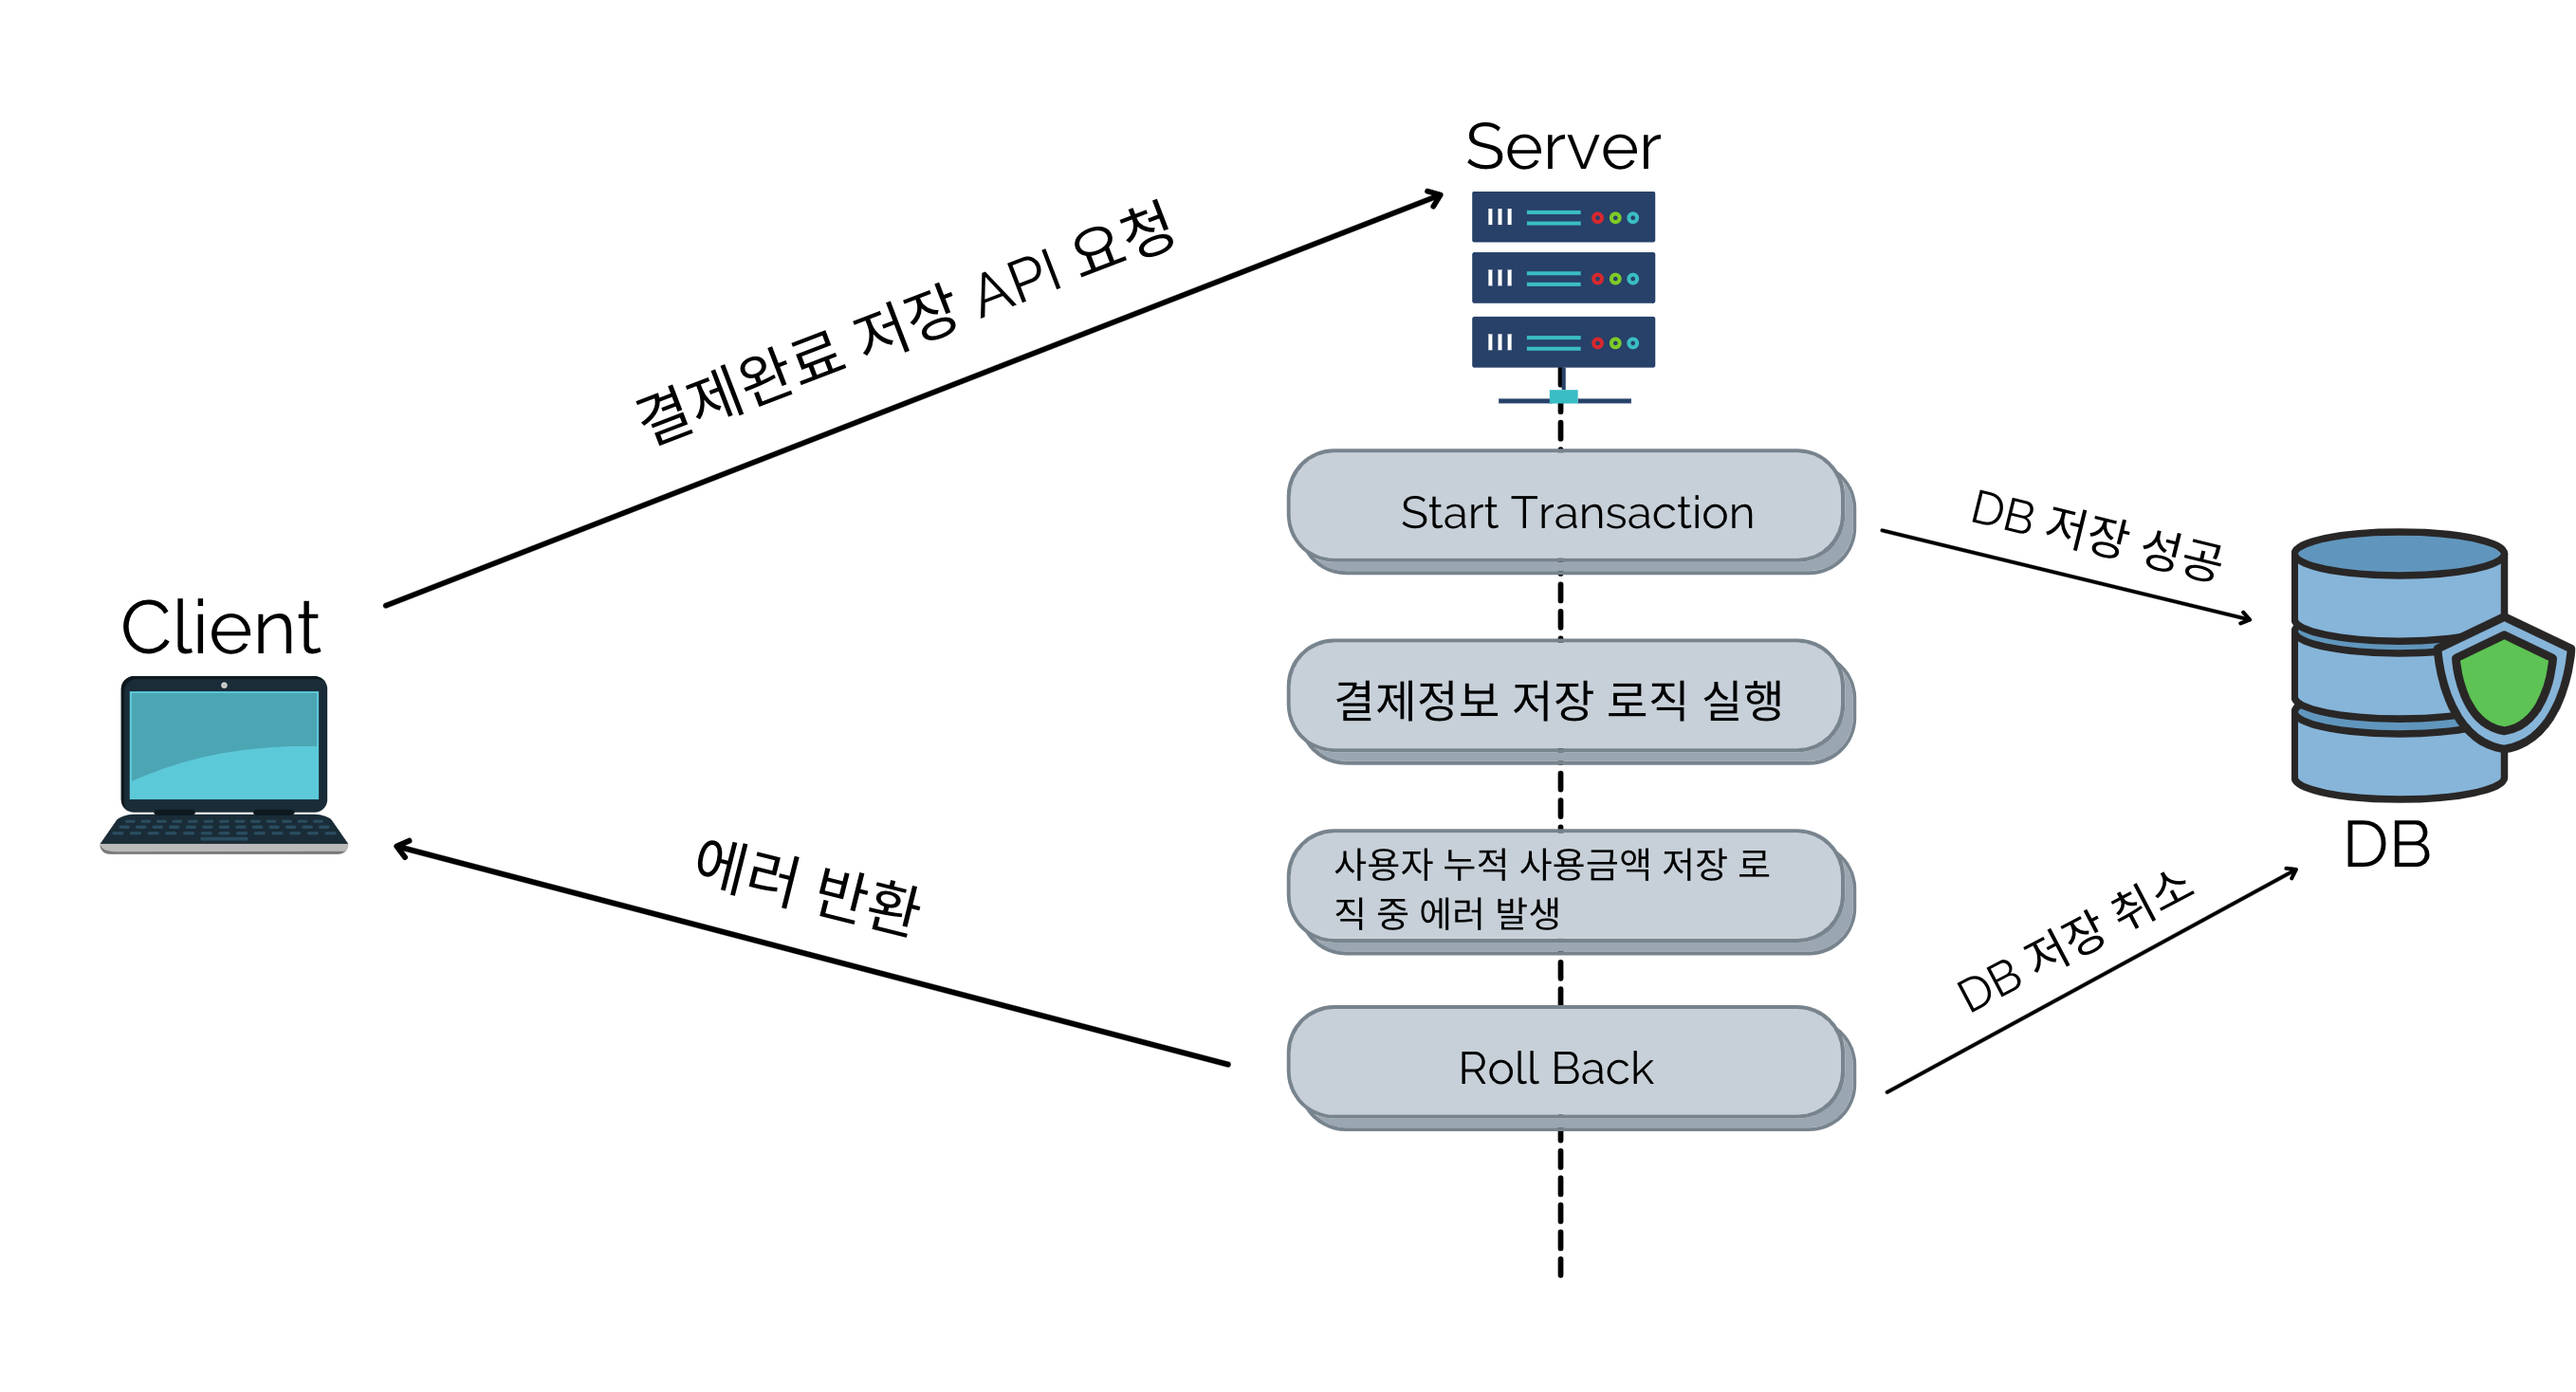 Server
결제완료 저장 API 요청
Start Transaction
DB 저장 성공
Client
결제정보 저장 로직 실행
DB
사용자 누적 사용금액 저장 로
직 중 에러 발생
에러 반환
DB 저장 취소
Roll Back